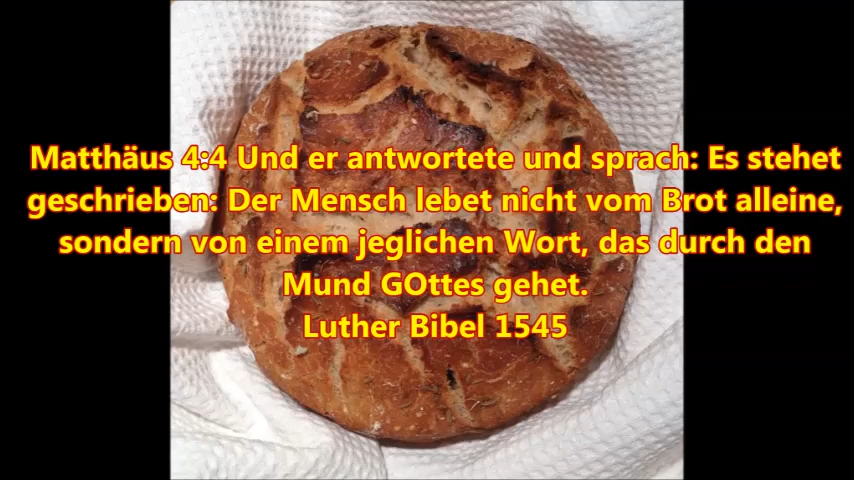 Matthäus 4:4 Und er antwortete und sprach: Es stehet
geschrieben: Der Mensch lebet nicht vom Brot alleine,
sondern von einem jeglichen Wort, das durch den
Mund GOttes gehet.
Luther Bibel 1545